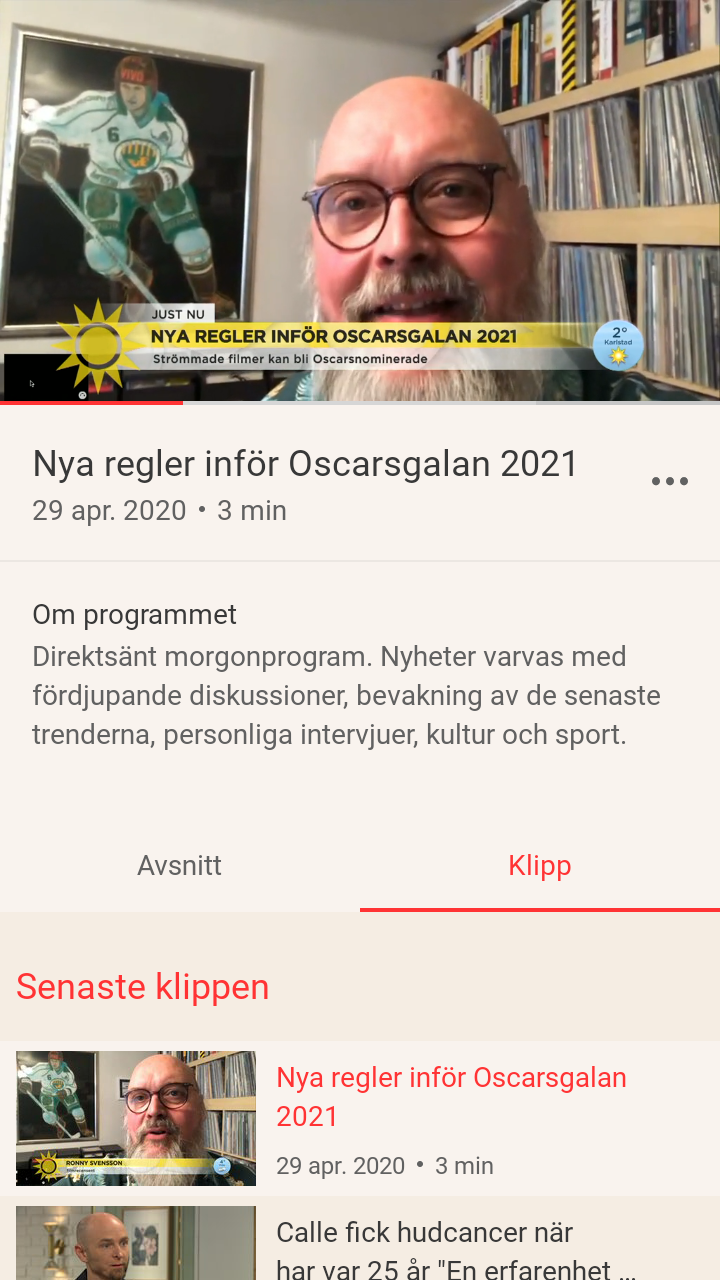 VIVO
6
JUST NU
NYA REGLER INFÖR OSCARSGALAN 2021
Strömmade filmer kan bli Oscarsnominerade
2°
Karlstad
Nya regler inför Oscarsgalan 2021
29 apr. 2020 • 3 min
Om programmet
Direktsänt morgonprogram. Nyheter varvas med
fördjupande diskussioner, bevakning av de senaste
trenderna, personliga intervjuer, kultur och sport.
Avsnitt
Klipp
Senaste klippen
RONNY SVENSSON
Nya regler inför Oscarsgalan
2021
29 apr. 2020 • 3 min
Calle fick hudcancer när
han var 25 år "En erfarenhet ...